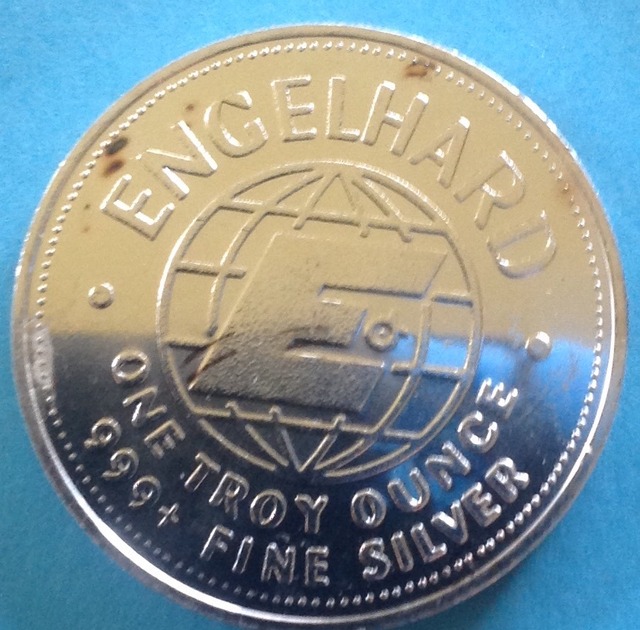 ENGELHARD
E
ONE TROY OUNCE
999+ FINE SILVER